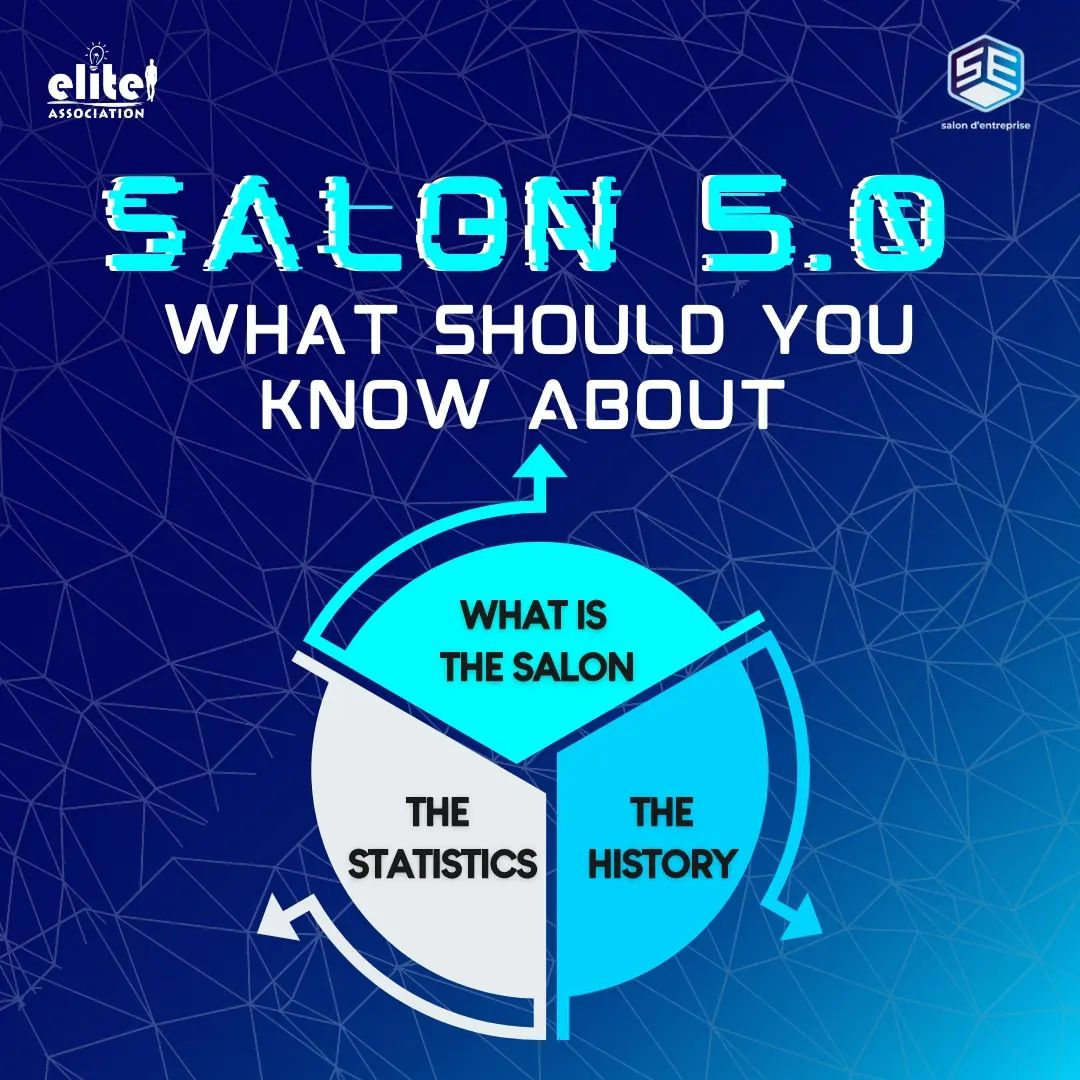 elite
ASSOCIATION
SE
salon d'entreprise
SALON 5.0
WHAT SHOULD YOU
KNOW ABOUT
WHAT IS
THE SALON
THE
STATISTICS
THE
HISTORY